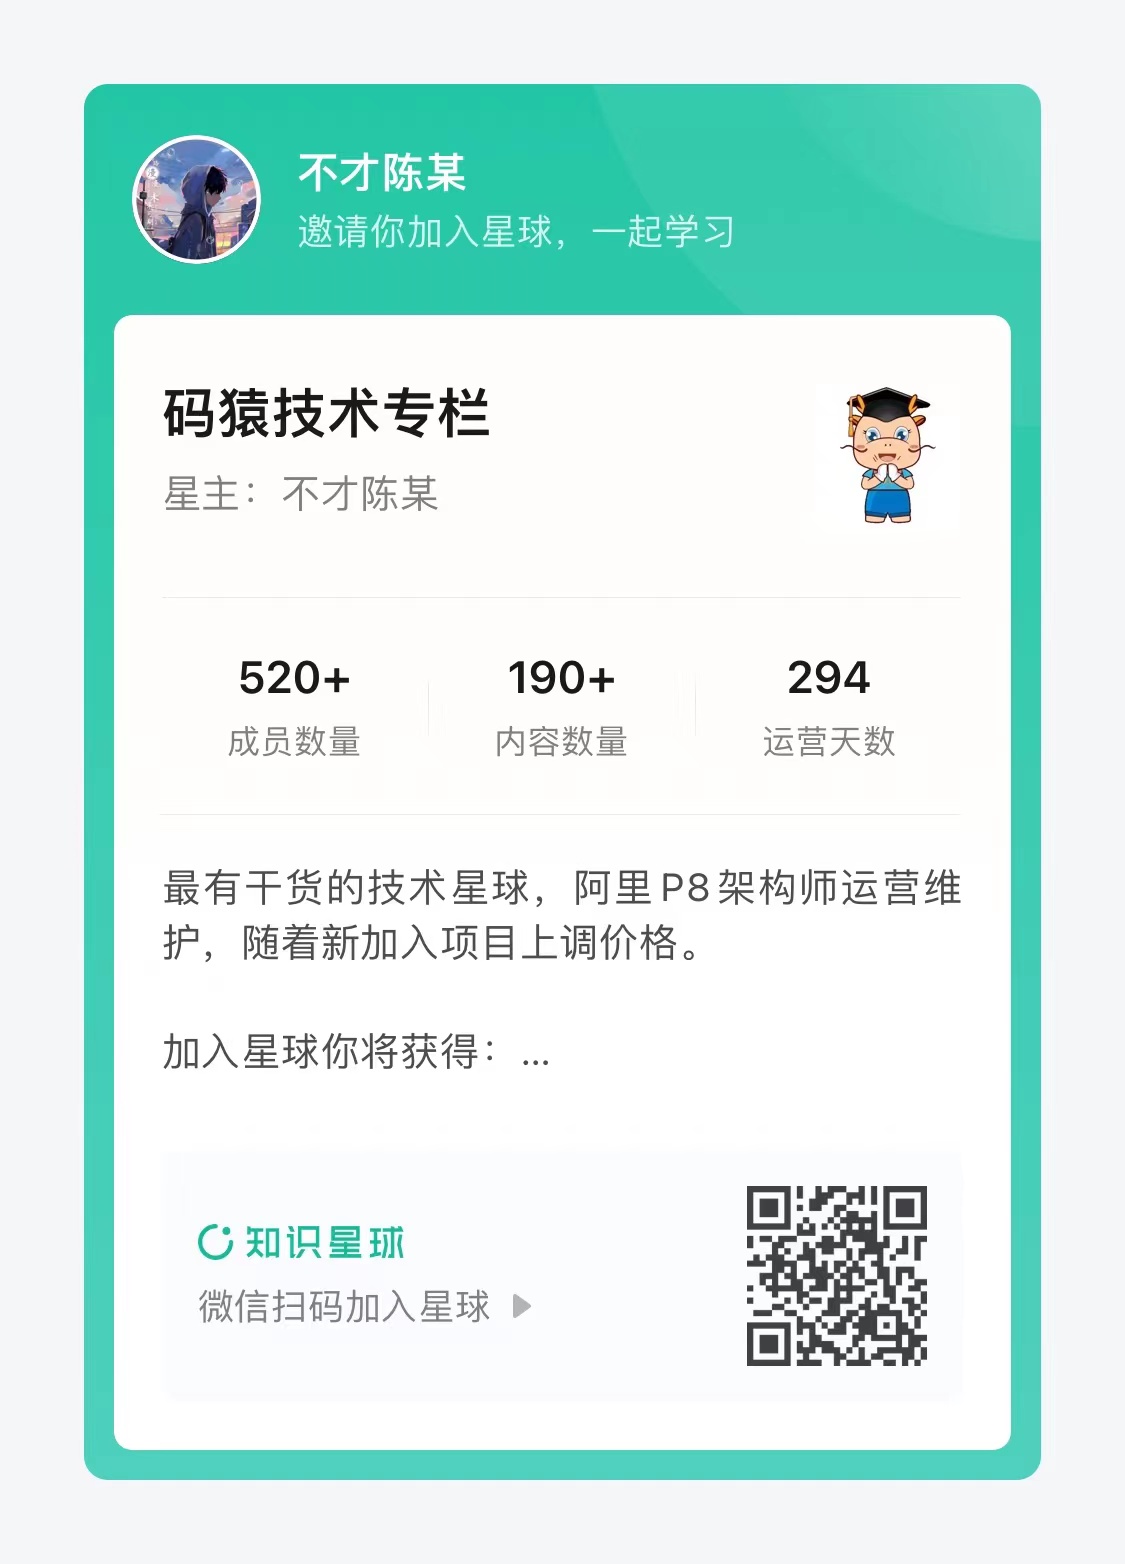 不才陈某
邀请你加入星球，一起学习
码猿技术专栏
星主：不才陈某
520+
190+
294
成员数量
内容数量
运营天数
最有干货的技术星球，阿里P8架构师运营维
护，随着新加入项目上调价格。
加入星球你将获得：...
知识星球
微信扫码加入星球